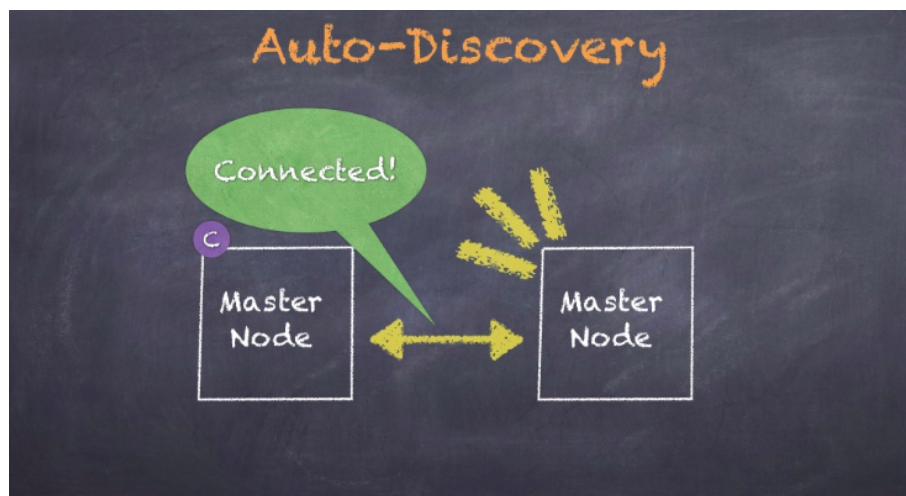 Auto-Discovery
Connected!
C
Master
Node
Master
Node